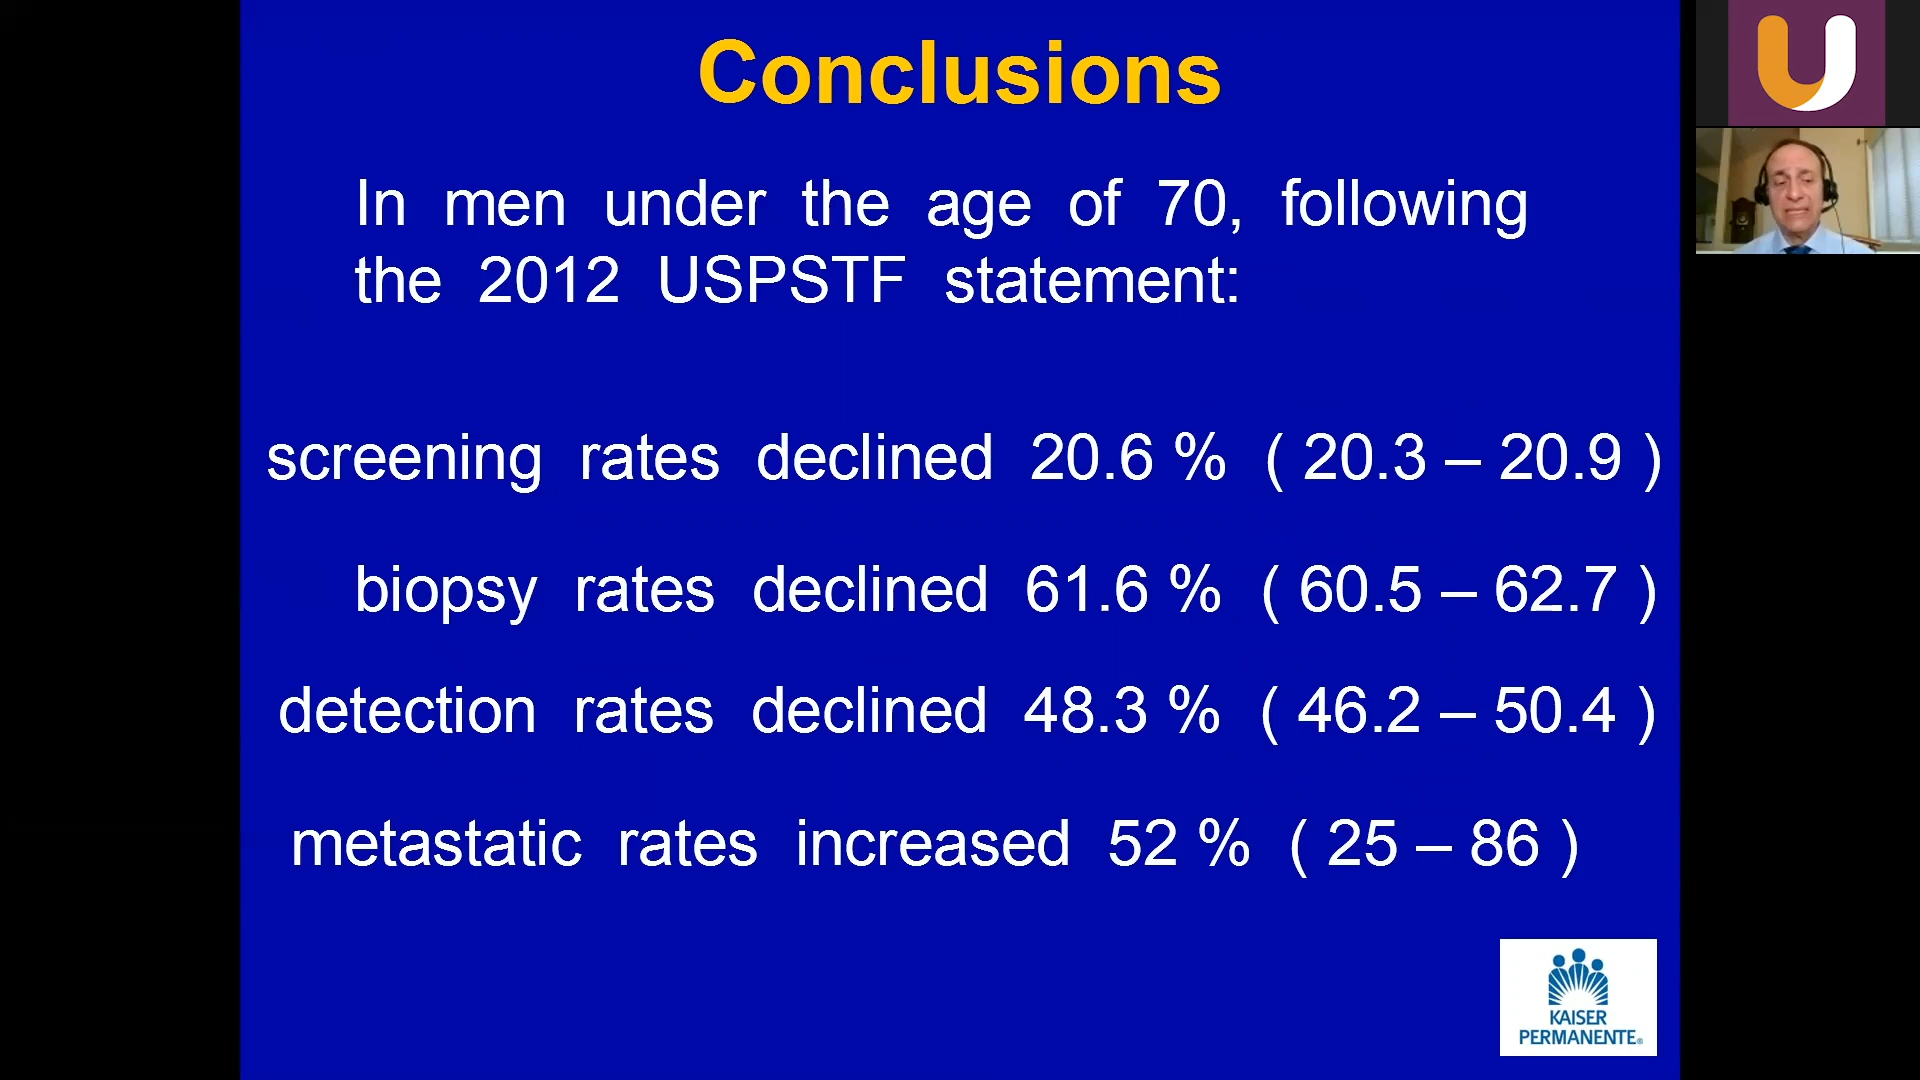 Conclusions
In men under the age of 70, following
the 2012 USPSTF statement:
screening rates declined 20.6 % ( 20.3 – 20.9 )
biopsy rates declined 61.6 % ( 60.5 – 62.7 )
detection rates declined 48.3 % ( 46.2 – 50.4 )
metastatic rates increased 52 % ( 25 – 86 )
KAISER
PERMANENTE®